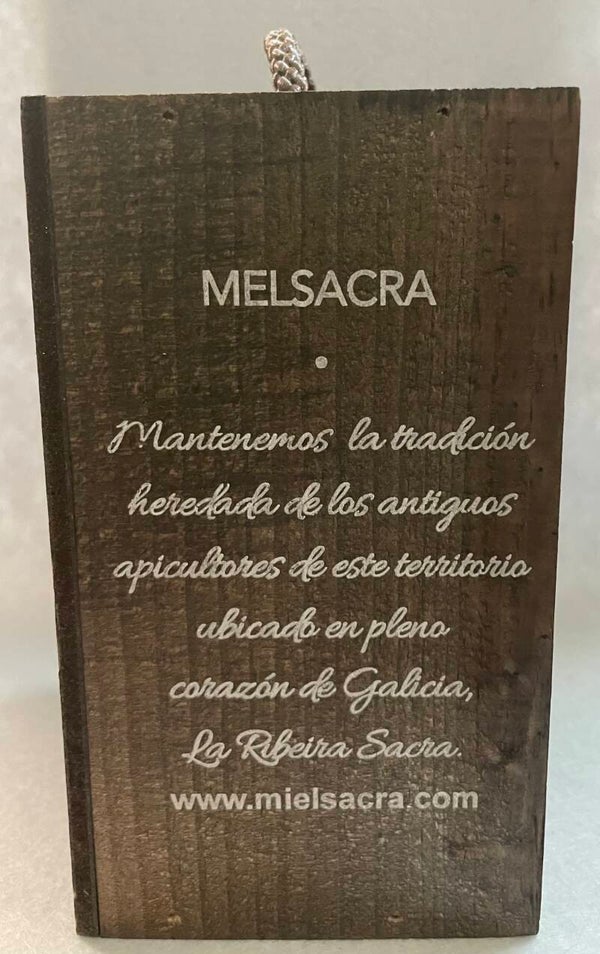 MELSACRA
Mantenemos la tradición
heredada de los antiguos
apicultores de este territorio
ubicado en pleno
corazón de Galicia,
La Ribeira Sacra.
www.mielsacra.com